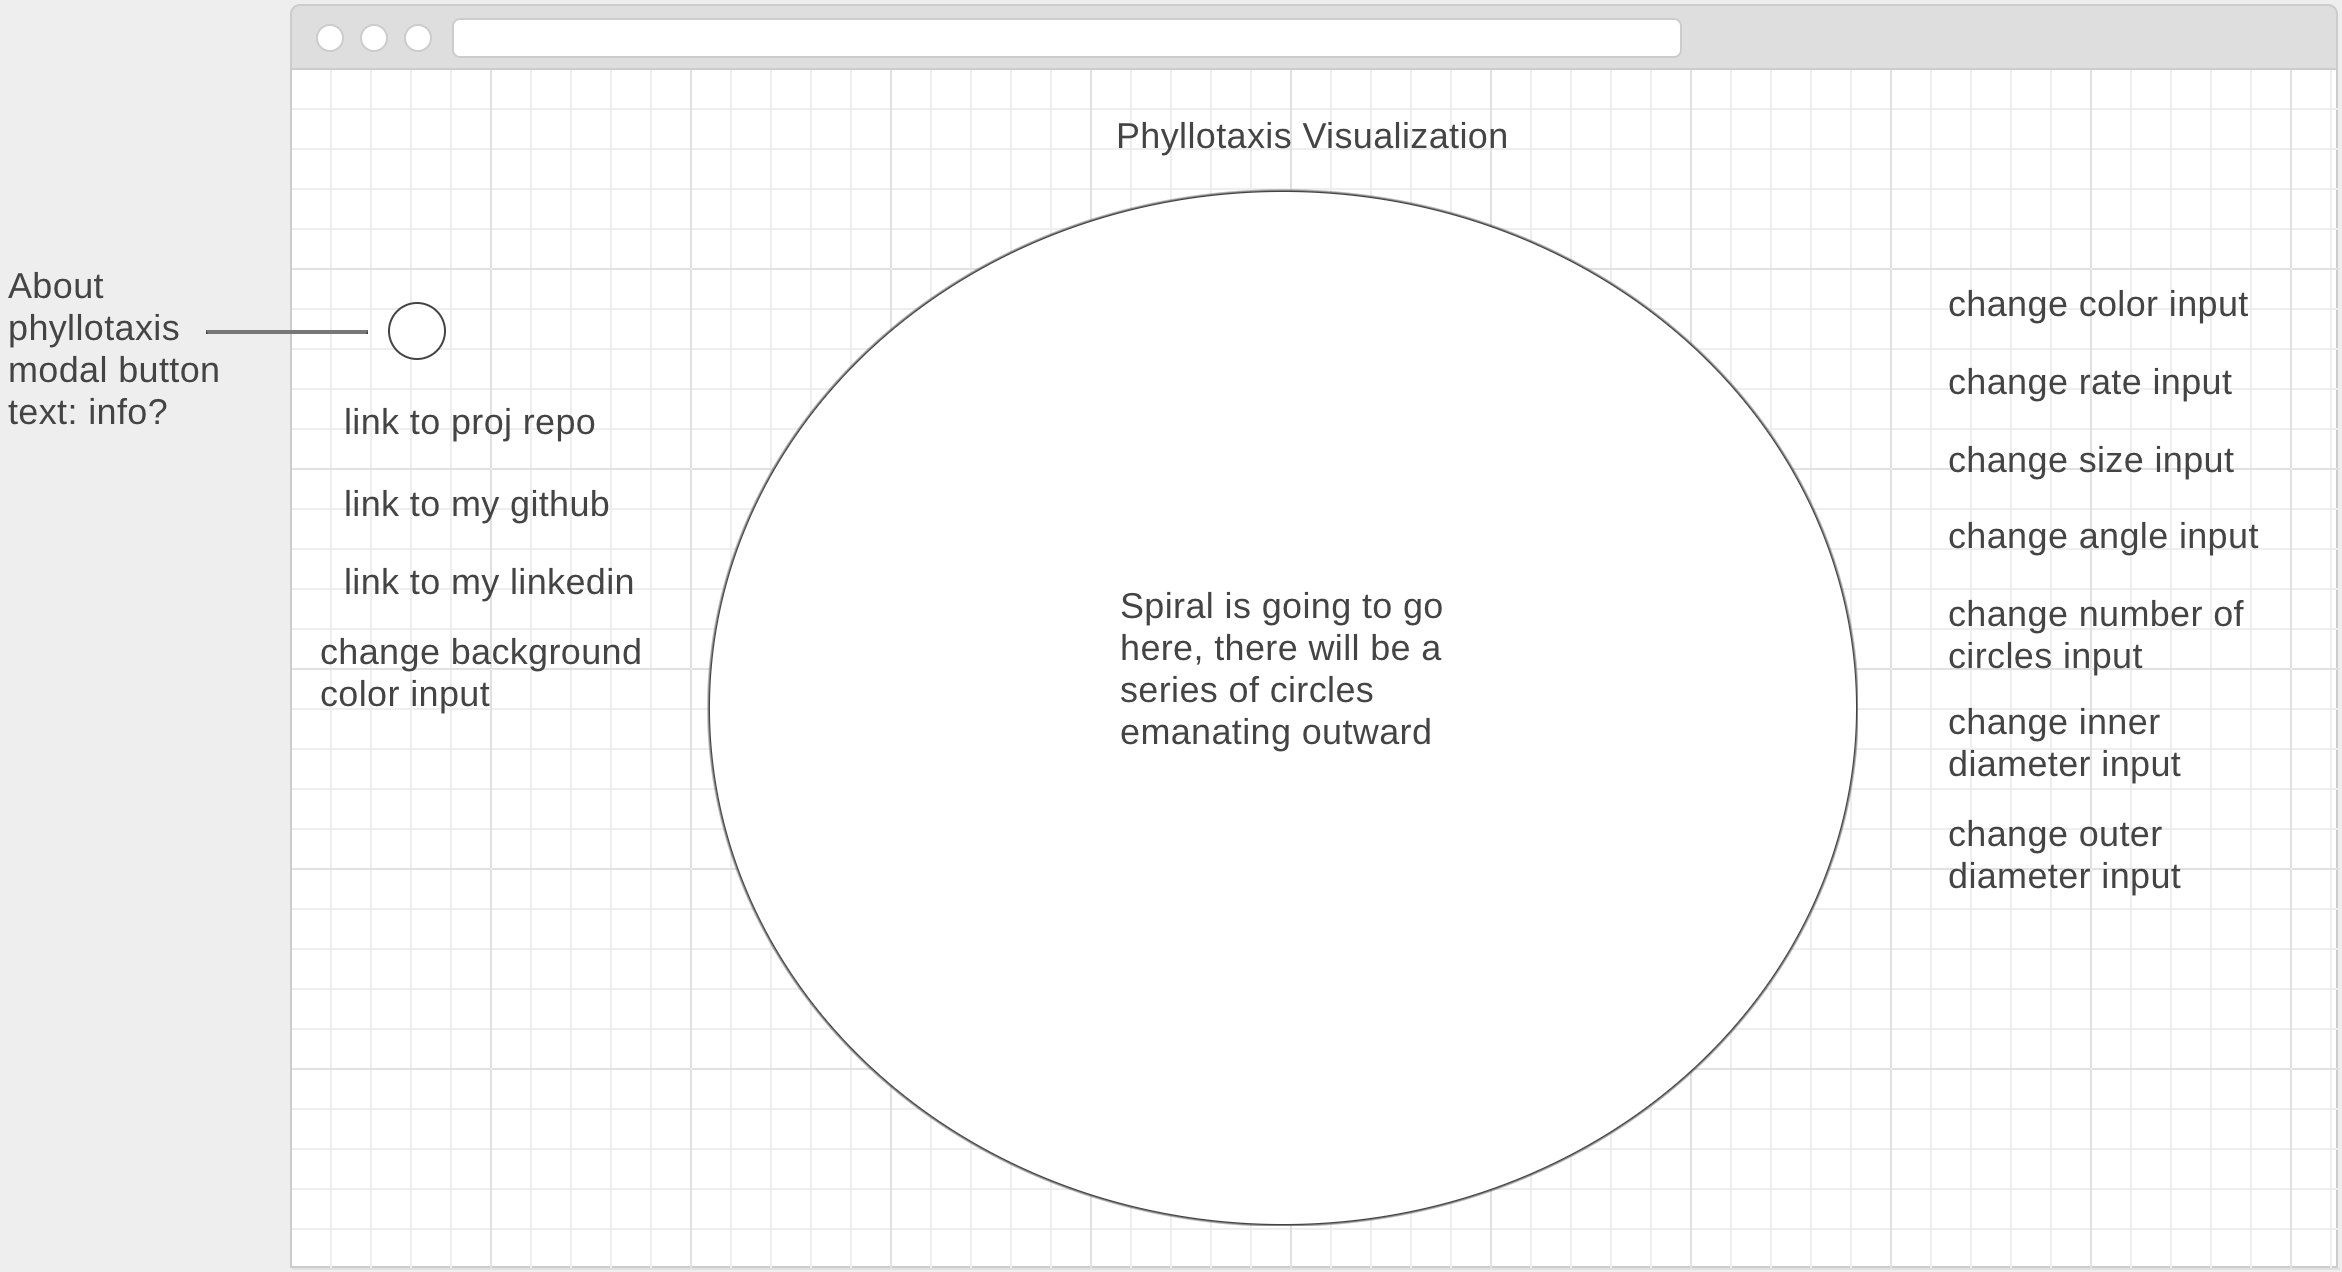 Phyllotaxis Visualization
About
phyllotaxis
modal button
text: info?
link to proj repo
link to my github
link to my linkedin
change background
color input
Spiral is going to go
here, there will be a
series of circles
emanating outward
change color input
change rate input
change size input
change angle input
change number of
circles input
change inner
diameter input
change outer
diameter input